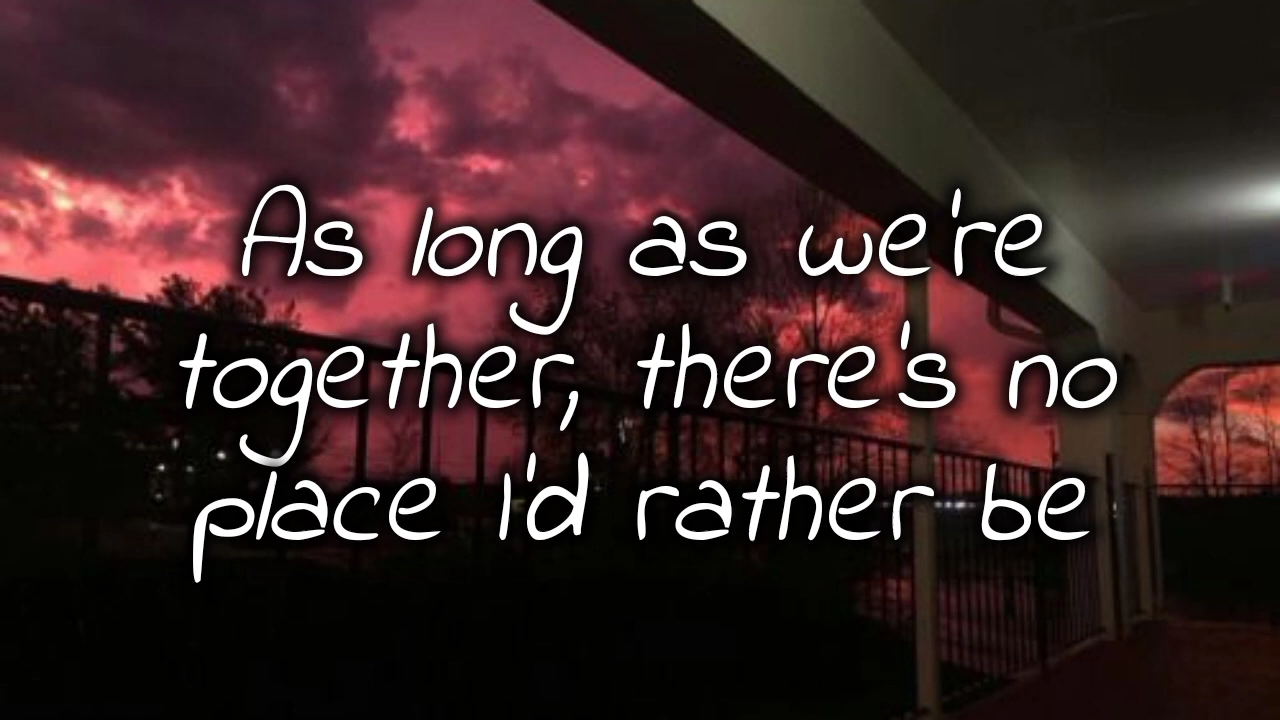 As long as we're
together, there's no
place I'd rather be